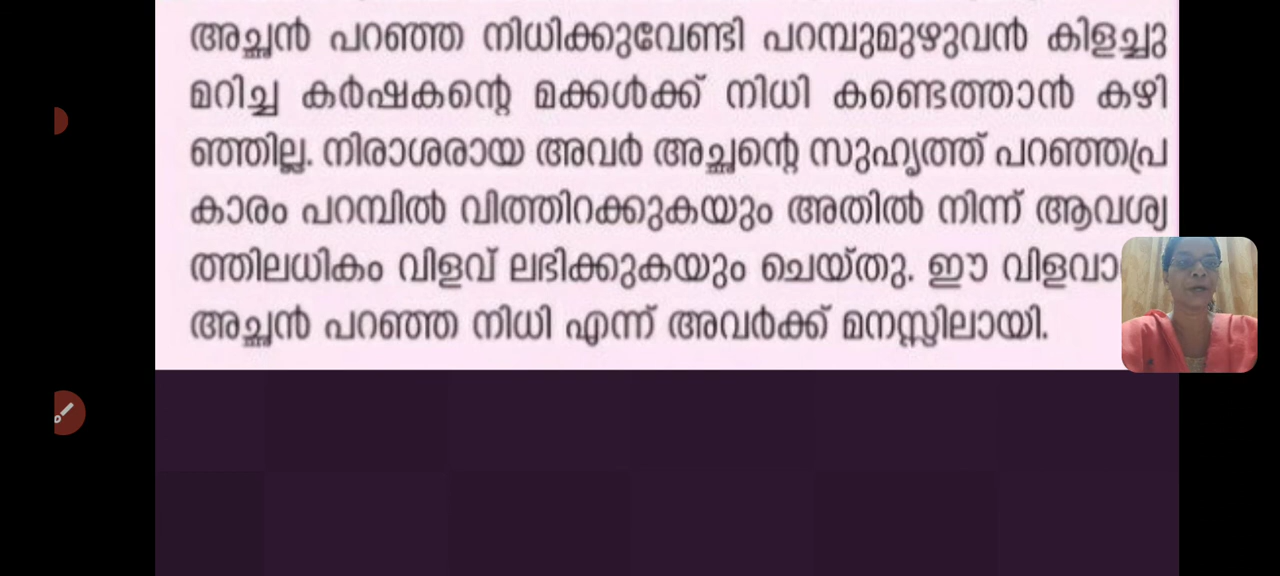 അച്ഛൻ പറഞ്ഞ നിധിക്കുവേണ്ടി പറമ്പുമുഴുവൻ കിളച്ചു
മറിച്ച കർഷകന്റെ മക്കൾക്ക് നിധി കണ്ടെത്താൻ കഴി
ഞ്ഞില്ല. നിരാശരായ അവർ അച്ഛന്റെ സുഹൃത്ത് പറഞ്ഞപ്ര
കാരം പറമ്പിൽ വിത്തിറക്കുകയും അതിൽ നിന്ന് ആവശ്യ
ത്തിലധികം വിളവ് ലഭിക്കുകയും ചെയ്തു. ഈ
അച്ഛൻ പറഞ്ഞ നിധി എന്ന് അവർക്ക് മനസ്സിലായി.